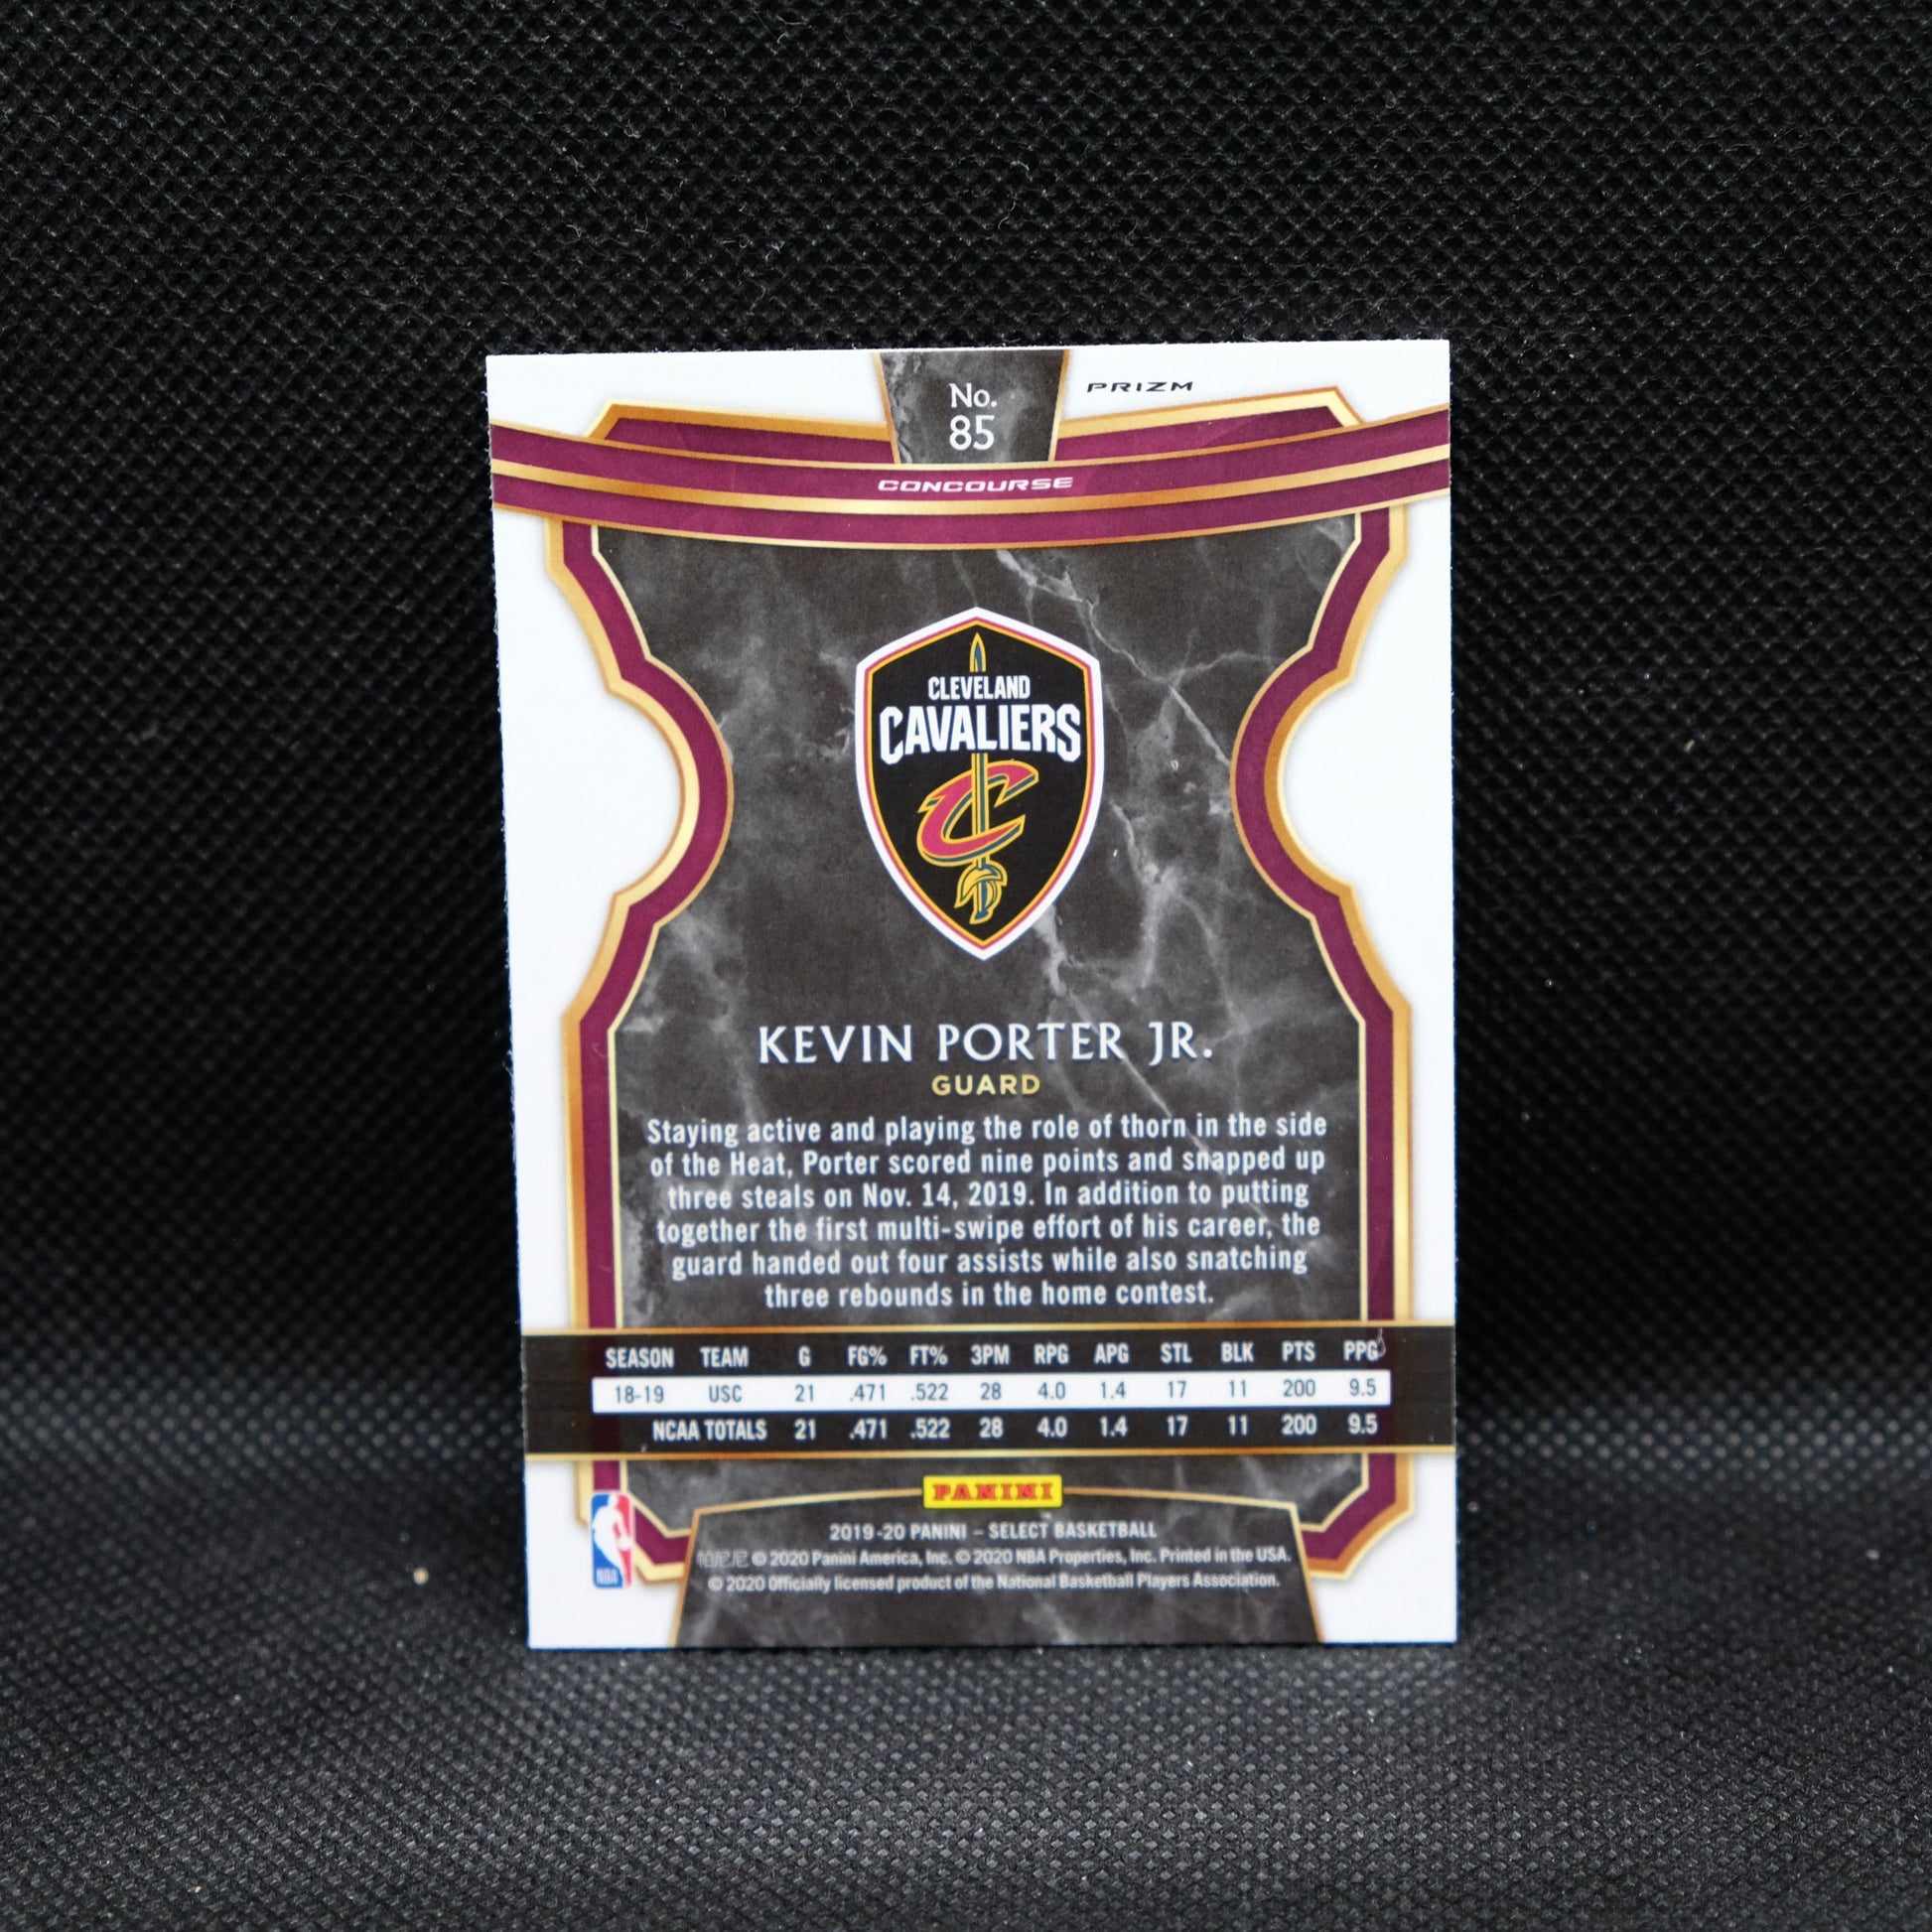 No.
85
PRIZM
CONCOURSE
CLEVELAND
CAVALIERS
C
KEVIN PORTER JR.
GUARD
Staying active and playing the role of thorn in the side
of the Heat, Porter scored nine points and snapped up
three steals on Nov. 14, 2019. In addition to putting
together the first multi-swipe effort of his career, the
guard handed out four assists while also snatching
three rebounds in the home contest.
SEASON TEAM G FG% FT% 3PM RPG APG STL BLK PTS PPG
18-19 USC 21 .471 .522 28 4.0 1.4 17 11 200 9.5
NCAA TOTALS 21 .471 .522 28 4.0 1.4 17 11 200 9.5
PANINI
2019-20 PANINI – SELECT BASKETBALL
帕尼尼 © 2020 Panini America, Inc. © 2020 NBA Properties, Inc. Printed in the USA.
© 2020 Officially licensed product of the National Basketball Players Association.
NBA